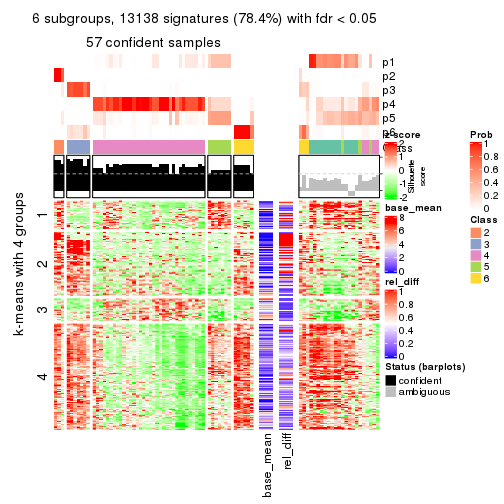 6 subgroups, 13138 signatures (78.4%) with fdr < 0.05
57 confident samples
p1
p2
p3
p4
p5
p6
Class
z-score
2
1
0
-1
-2
Silhouette
score
base_mean
8
6
4
2
0
rel_diff
1
0.8
0.6
0.4
0.2
0
Prob
1
0.8
0.6
0.4
0.2
0
Class
2
3
4
5
6
Status (barplots)
confident
ambiguous
k-means with 4 groups
1
2
3
4
base_mean
rel_diff